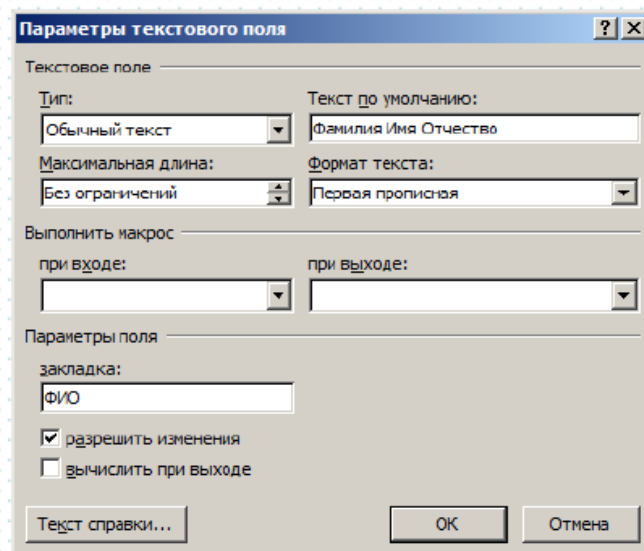 Параметры текстового поля
Текстовое поле
Тип:
Текст по умолчанию:
Обычный текст
Фамилия Имя Отчество
Максимальная длина:
Формат текста:
Без ограничений
Первая прописная
Выполнить макрос
при входе:
при выходе:
Параметры поля
закладка:
ФИО
разрешить изменения
вычислить при выходе
Текст справки...
ОК
Отмена